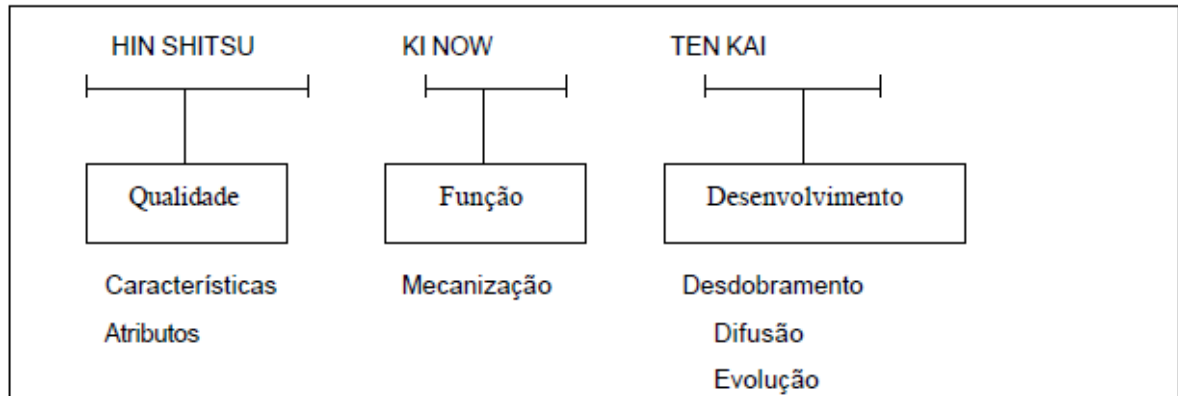 HIN SHITSU KI NOW TEN KAI
Qualidade Função Desenvolvimento
Características Mecanização Desdobramento
Atributos Difusão
Evolução